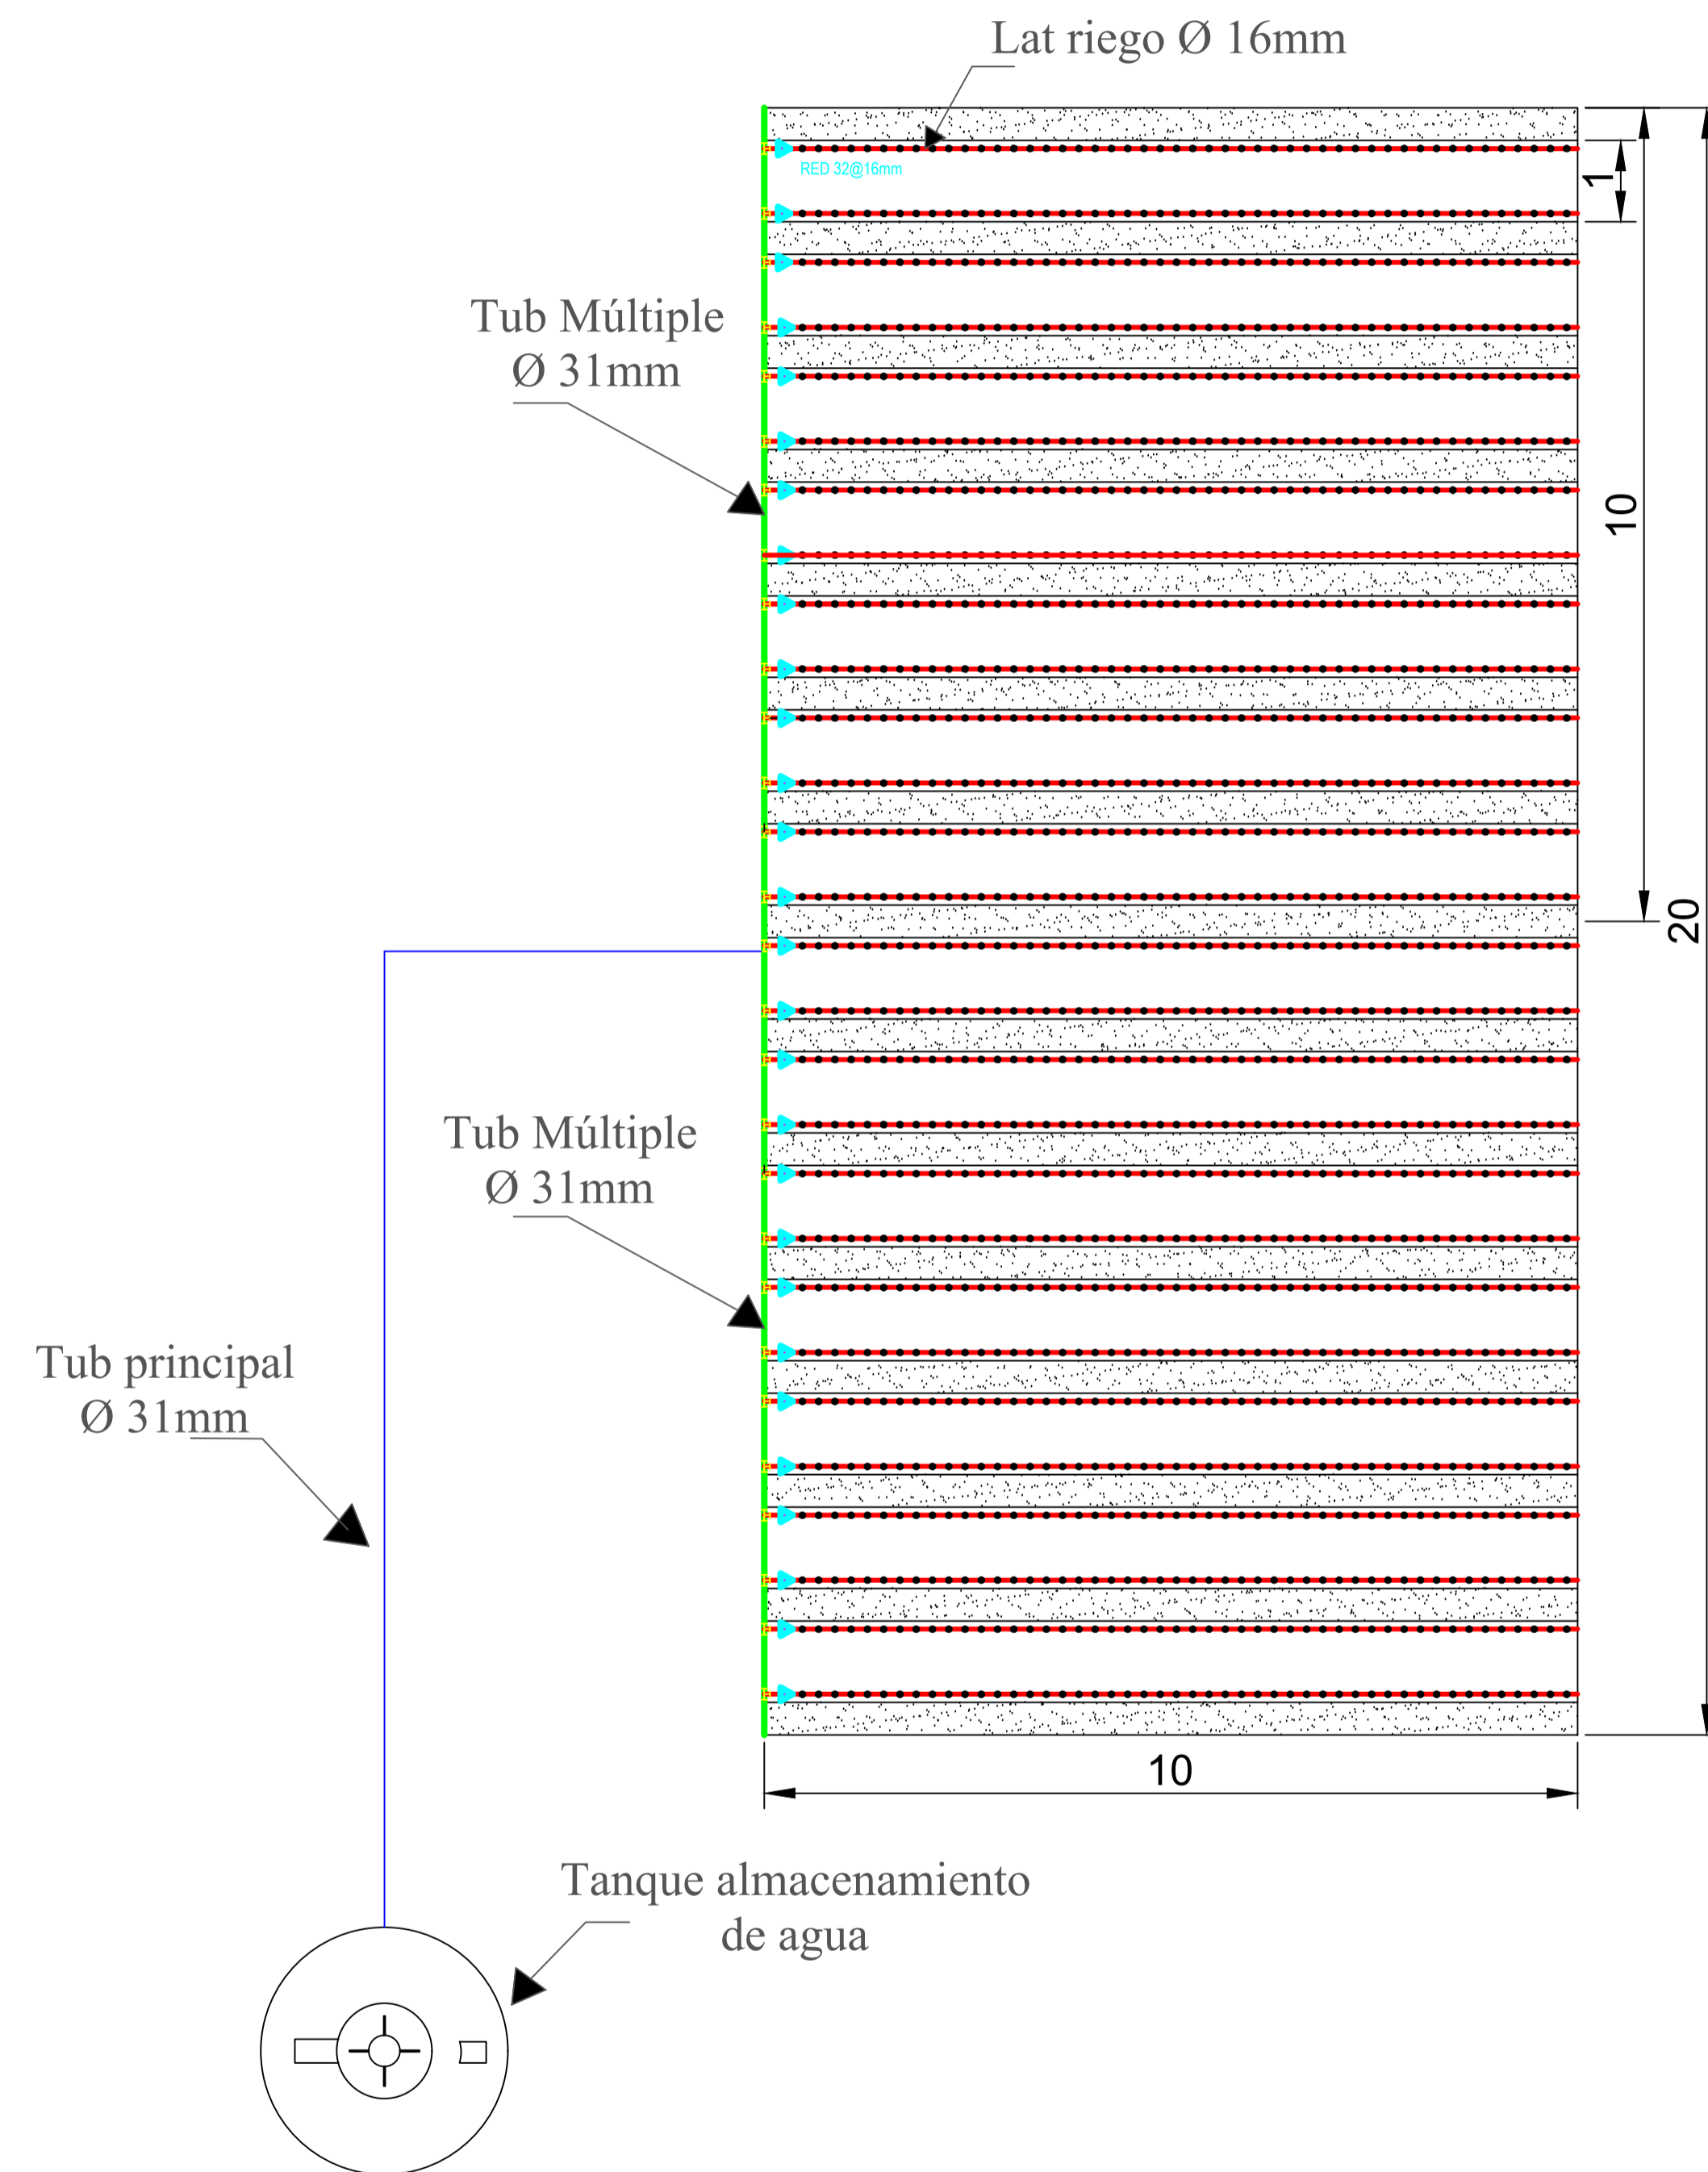 Lat riego Ø 16mm
RED 32@16mm
1
Tub Múltiple
Ø 31mm
10
20
Tub Múltiple
Ø 31mm
Tub principal
Ø 31mm
10
Tanque almacenamiento
de agua